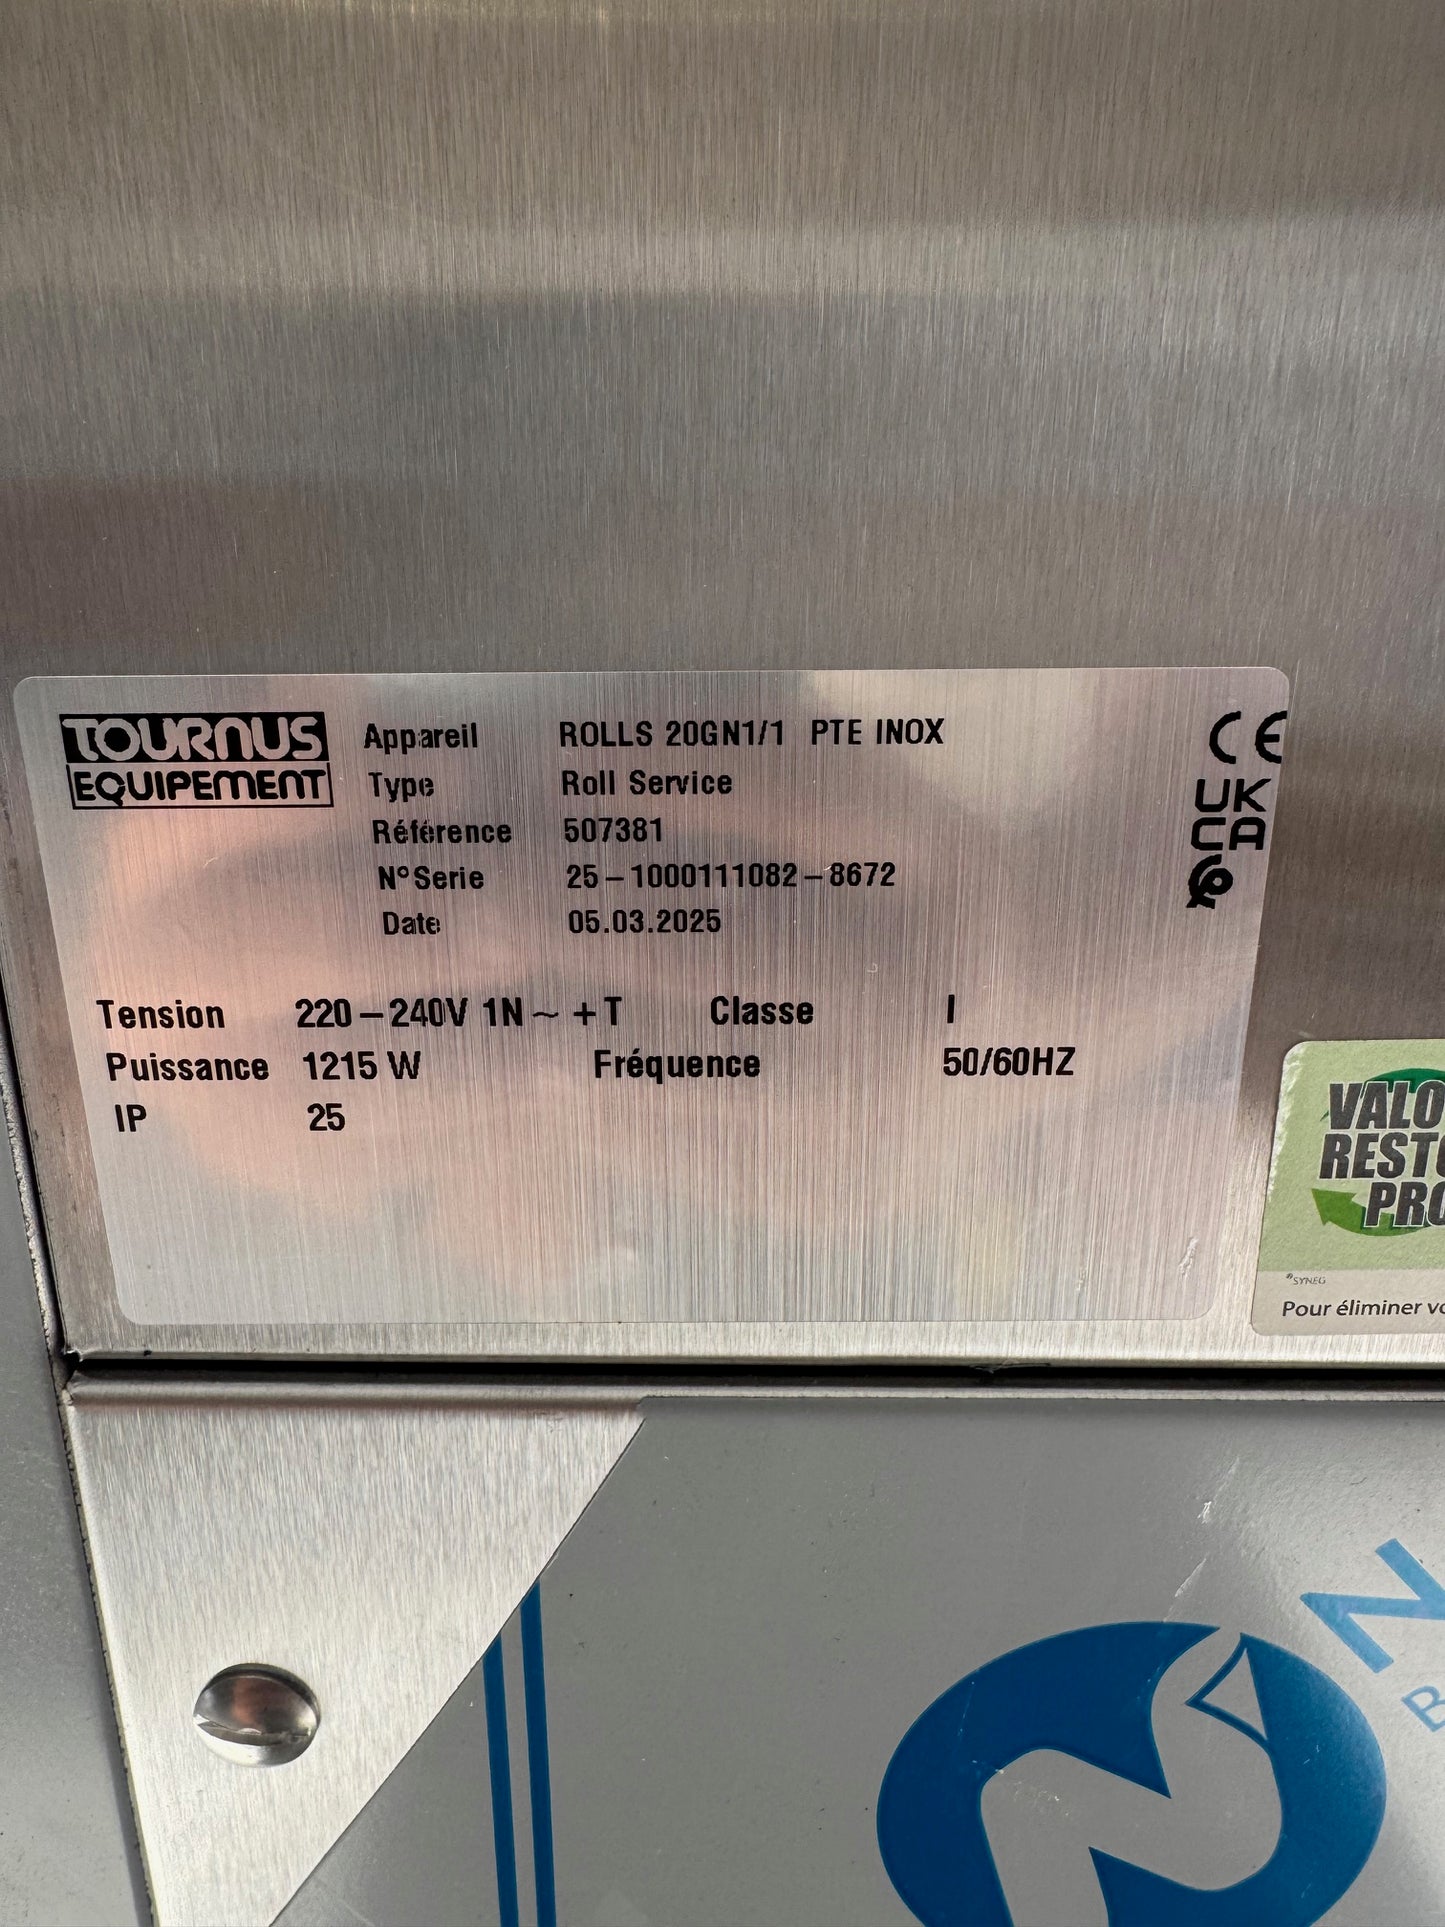 TOURNUS
EQUIPEMENT
Appareil ROLLS 20GN1/1 PTE INOX
Type Roll Service
Référence 507381
N° Serie 25-1000111082-8672
Date 05.03.2025
CE
UK
CA
Tension 220-240V 1N ~ +T Classe I
Puissance 1215 W Fréquence 50/60HZ
IP 25
VALO
RESTO
PRO
®SYNEG
Pour éliminer vo
N
B